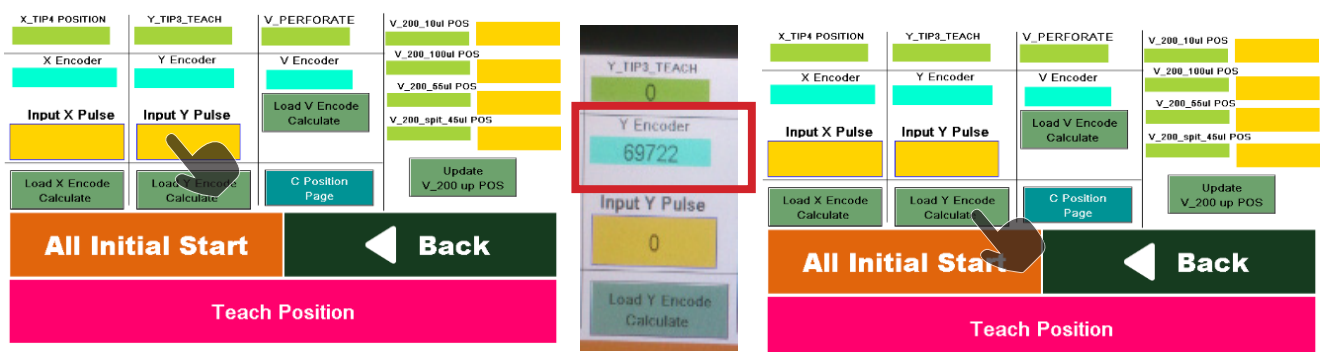 X_TIP4 POSITION
Y_TIP3_TEACH
V_PERFORATE
V_200_10ul POS
V_200_100ul POS
X Encoder
Y Encoder
V Encoder
V_200_55ul POS
Load V Encode
Calculate
Input X Pulse
Input Y Pulse
V_200_spit_45ul POS
Load X Encode
Calculate
Load Y Encode
Calculate
C Position
Page
Update
V_200 up POS
All Initial Start
Back
Teach Position
Y_TIP3_TEACH
0
Y Encoder
69722
Input Y Pulse
0
Load Y Encode
Calculate
X_TIP4 POSITION
Y_TIP3_TEACH
V_PERFORATE
V_200_10ul POS
V_200_100ul POS
X Encoder
Y Encoder
V Encoder
V_200_55ul POS
Load V Encode
Calculate
Input X Pulse
Input Y Pulse
V_200_spit_45ul POS
Load X Encode
Calculate
Load Y Encode
Calculate
C Position
Page
Update
V_200 up POS
All Initial Start
Back
Teach Position